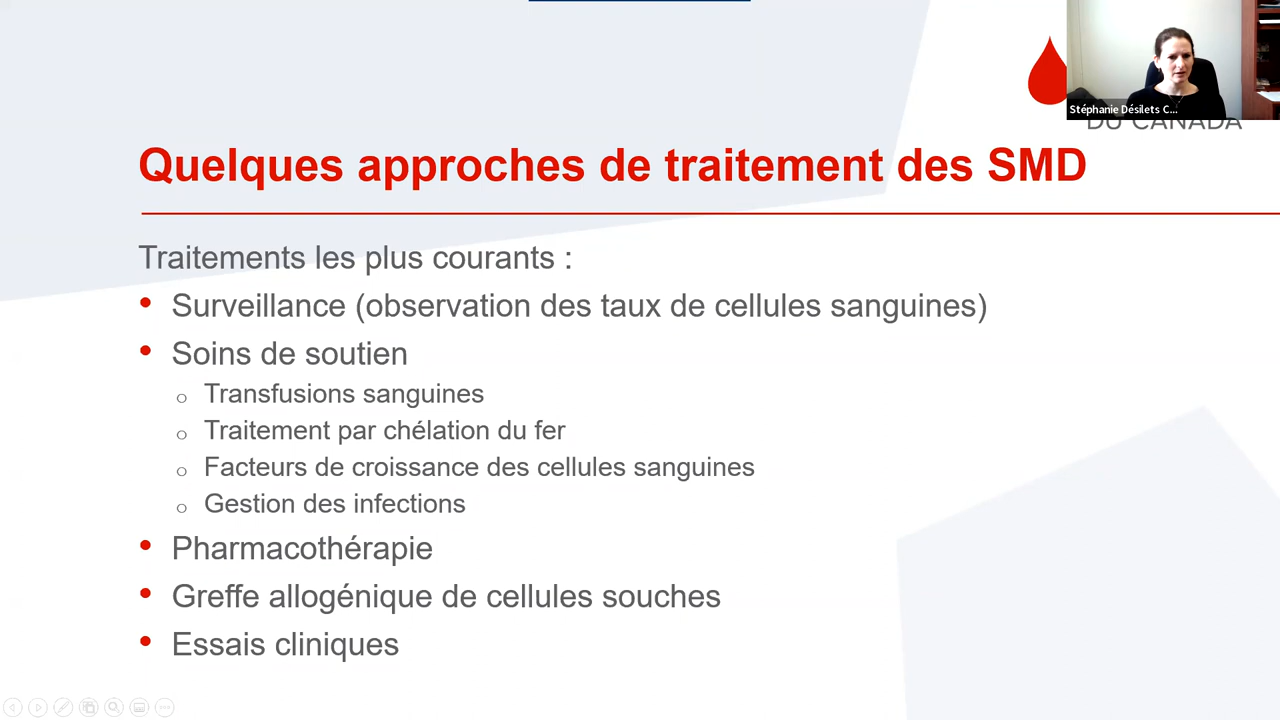 Stéphanie Désilets C...
DU CANADA
Quelques approches de traitement des SMD
Traitements les plus courants :
• Surveillance (observation des taux de cellules sanguines)
• Soins de soutien
o Transfusions sanguines
o Traitement par chélation du fer
o Facteurs de croissance des cellules sanguines
o Gestion des infections
• Pharmacothérapie
• Greffe allogénique de cellules souches
• Essais cliniques